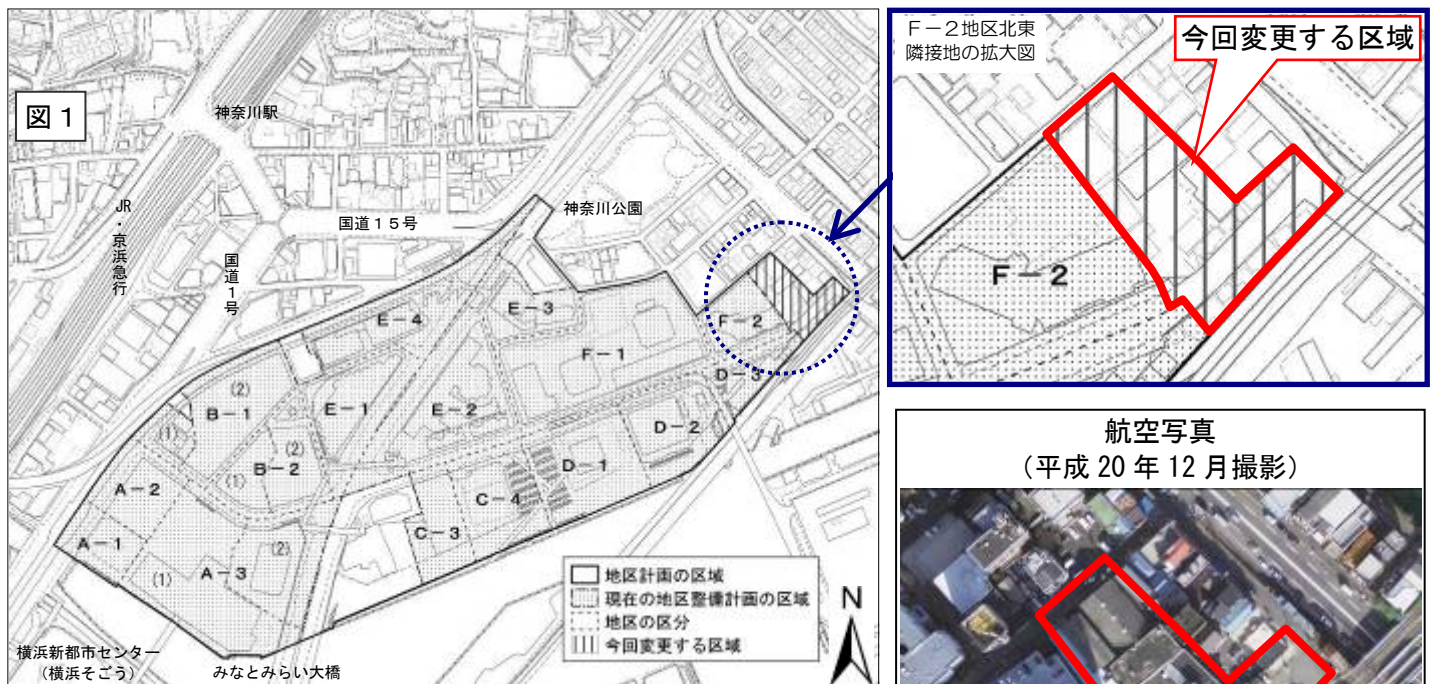 図1
神奈川駅
JR・京浜急行
国道1号
国道15号
神奈川公園
E-4
E-3
F-2
F-1
D-3
(2)
B-1
E-1
E-2
(1)
(2)
B-2
(1)
D-2
D-1
A-2
C-4
C-3
A-1
(2)
A-3
(1)
地区計画の区域
現在の地区整備計画の区域
地区の区分
今回変更する区域
N
横浜新都市センター
(横浜そごう)
みなとみらい大橋
F-2地区北東
隣接地の拡大図
今回変更する区域
F-2
航空写真
(平成20年12月撮影)